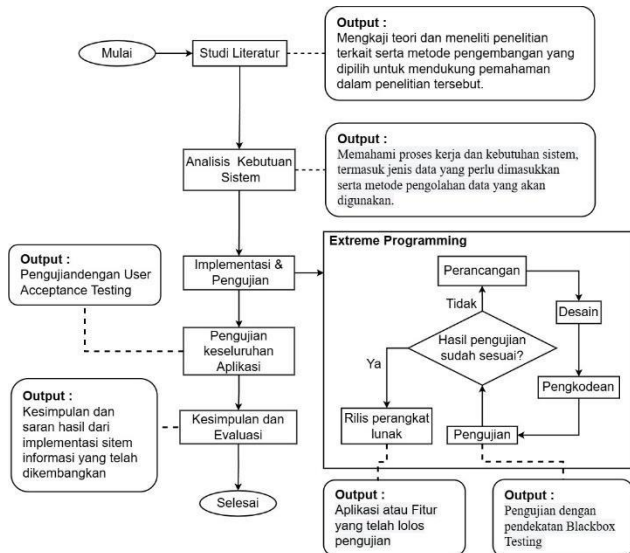 Mulai
Studi Literatur
Output :
Mengkaji teori dan meneliti penelitian
terkait serta metode pengembangan yang
dipilih untuk mendukung pemahaman
dalam penelitian tersebut.
Analisis Kebutuan
Sistem
Output :
Memahami proses kerja dan kebutuhan sistem,
termasuk jenis data yang perlu dimasukkan
serta metode pengolahan data yang akan
digunakan.
Implementasi &
Pengujian
Output :
Pengujiandengan User
Acceptance Testing
Pengujian
keseluruhan
Aplikasi
Output :
Kesimpulan dan
saran hasil dari
implementasi sitem
informasi yang telah
dikembangkan
Kesimpulan dan
Evaluasi
Selesai
Extreme Programming
Perancangan
Tidak
Desain
Hasil pengujian
sudah sesuai?
Ya
Pengkodean
Rilis perangkat
lunak
Pengujian
Output :
Aplikasi atau Fitur
yang telah lolos
pengujian
Output :
Pengujian dengan
pendekatan Blackbox
Testing